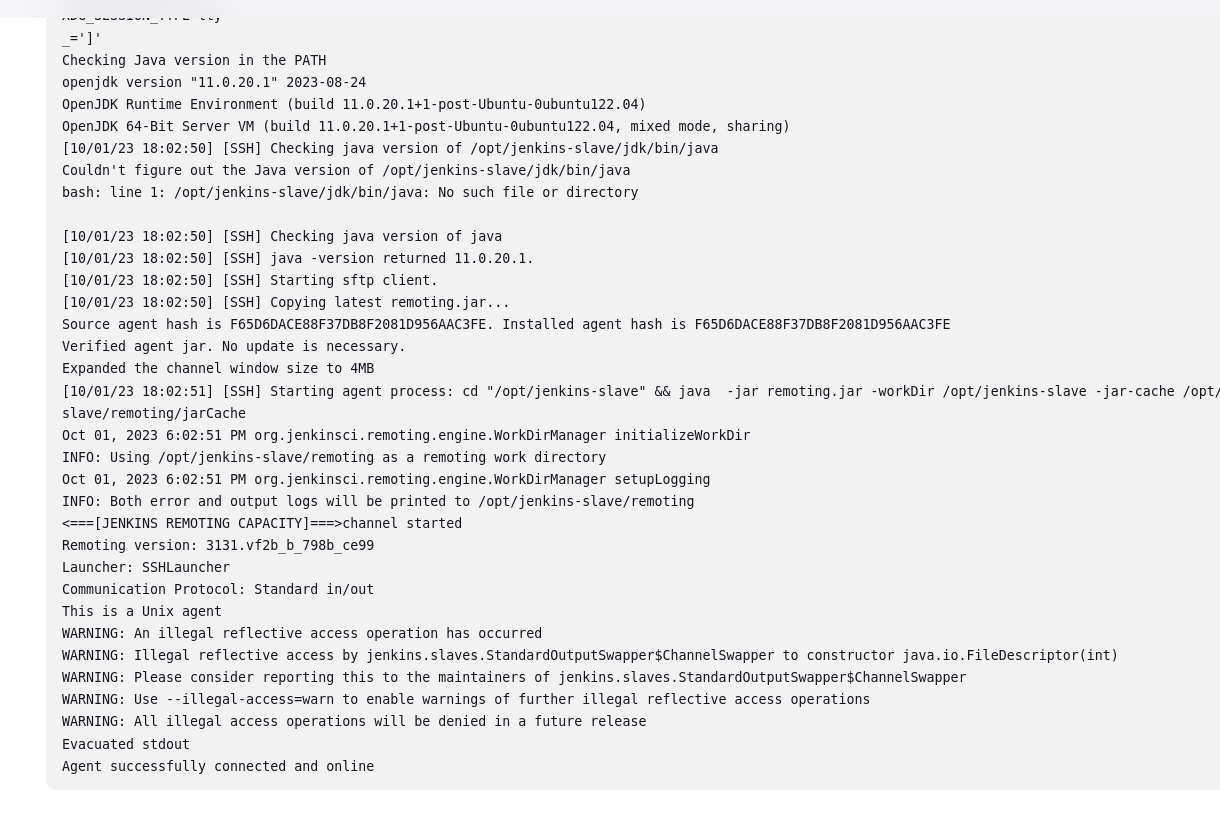 _=']'
Checking Java version in the PATH
openjdk version "11.0.20.1" 2023-08-24
OpenJDK Runtime Environment (build 11.0.20.1+1-post-Ubuntu-0ubuntu122.04)
OpenJDK 64-Bit Server VM (build 11.0.20.1+1-post-Ubuntu-0ubuntu122.04, mixed mode, sharing)
[10/01/23 18:02:50] [SSH] Checking java version of /opt/jenkins-slave/jdk/bin/java
Couldn't figure out the Java version of /opt/jenkins-slave/jdk/bin/java
bash: line 1: /opt/jenkins-slave/jdk/bin/java: No such file or directory
[10/01/23 18:02:50] [SSH] Checking java version of java
[10/01/23 18:02:50] [SSH] java -version returned 11.0.20.1.
[10/01/23 18:02:50] [SSH] Starting sftp client.
[10/01/23 18:02:50] [SSH] Copying latest remoting.jar...
Source agent hash is F65D6DACE88F37DB8F2081D956AAC3FE. Installed agent hash is F65D6DACE88F37DB8F2081D956AAC3FE
Verified agent jar. No update is necessary.
Expanded the channel window size to 4MB
[10/01/23 18:02:51] [SSH] Starting agent process: cd "/opt/jenkins-slave" && java  -jar remoting.jar -workDir /opt/jenkins-slave -jar-cache /opt/
slave/remoting/jarCache
Oct 01, 2023 6:02:51 PM org.jenkinsci.remoting.engine.WorkDirManager initializeWorkDir
INFO: Using /opt/jenkins-slave/remoting as a remoting work directory
Oct 01, 2023 6:02:51 PM org.jenkinsci.remoting.engine.WorkDirManager setupLogging
INFO: Both error and output logs will be printed to /opt/jenkins-slave/remoting
<===[JENKINS REMOTING CAPACITY]===>channel started
Remoting version: 3131.vf2b_b_798b_ce99
Launcher: SSHLauncher
Communication Protocol: Standard in/out
This is a Unix agent
WARNING: An illegal reflective access operation has occurred
WARNING: Illegal reflective access by jenkins.slaves.StandardOutputSwapper$ChannelSwapper to constructor java.io.FileDescriptor(int)
WARNING: Please consider reporting this to the maintainers of jenkins.slaves.StandardOutputSwapper$ChannelSwapper
WARNING: Use --illegal-access=warn to enable warnings of further illegal reflective access operations
WARNING: All illegal access operations will be denied in a future release
Evacuated stdout
Agent successfully connected and online